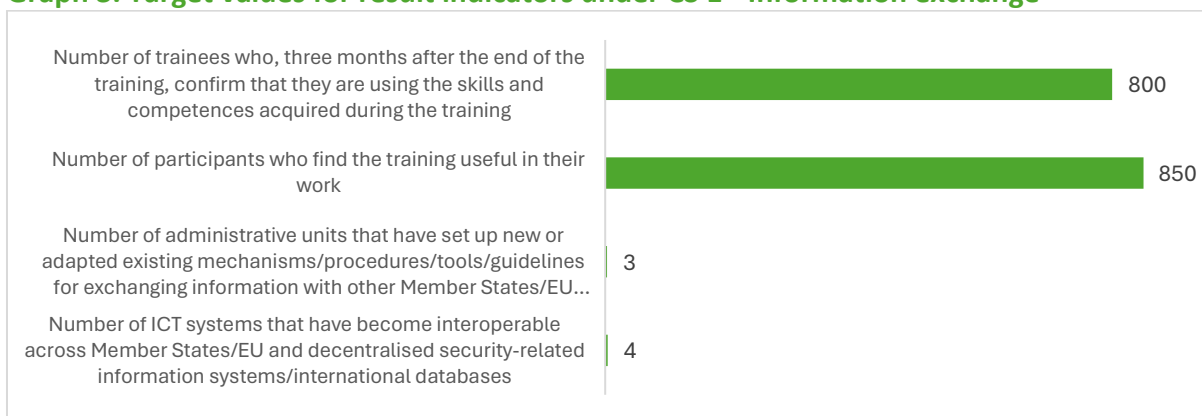 Number of trainees who, three months after the end of the
training, confirm that they are using the skills and
competences acquired during the training
800
Number of participants who find the training useful in their
work
850
Number of administrative units that have set up new or
adapted existing mechanisms/procedures/tools/guidelines
for exchanging information with other Member States/EU...
3
Number of ICT systems that have become interoperable
across Member States/EU and decentralised security-related
information systems/international databases
4